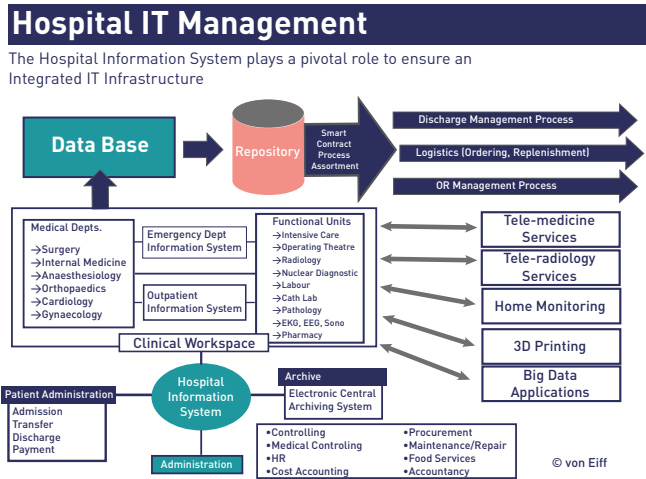 Hospital IT Management
The Hospital Information System plays a pivotal role to ensure an
Integrated IT Infrastructure
Data Base
Repository
Smart
Contract
Process
Assortment
Discharge Management Process
Logistics (Ordering, Replenishment)
OR Management Process
Medical Depts.
→Surgery
→Internal Medicine
→Anaesthesiology
→Orthopaedics
→Cardiology
→Gynaecology
Emergency Dept
Information System
Outpatient
Information System
Functional Units
→Intensive Care
→Operating Theatre
→Radiology
→Nuclear Diagnostic
→Labour
→Cath Lab
→Pathology
→EKG, EEG, Sono
→Pharmacy
Clinical Workspace
Tele-medicine
Services
Tele-radiology
Services
Home Monitoring
3D Printing
Big Data
Applications
Hospital
Information
System
Patient Administration
Admission
Transfer
Discharge
Payment
Archive
Electronic Central
Archiving System
Administration
•Controlling
•Medical Controling
•HR
•Cost Accounting
•Procurement
•Maintenance/Repair
•Food Services
•Accountancy
© von Eiff